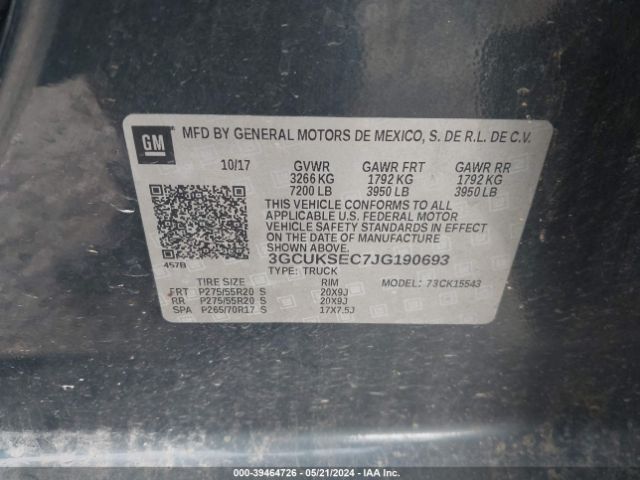 GM
MFD BY GENERAL MOTORS DE MEXICO, S. DE R.L. DE C.V.
10/17 GVWR GAWR FRT GAWR RR
3266 KG 1792 KG 1792 KG
7200 LB 3950 LB 3950 LB
THIS VEHICLE CONFORMS TO ALL
APPLICABLE U.S. FEDERAL MOTOR
VEHICLE SAFETY STANDARDS IN EFFECT
ON THE DATE OF MANUFACTURE
SHOWN ABOVE.
457B 3GCUKSEC7JG190693
TYPE: TRUCK
TIRE SIZE RIM MODEL: 73CK15543
FRT P275/55R20 S 20X9J
RR P275/55R20 S 20X9J
SPA P265/70R17 S 17X7.5J
000-39464726 - 05/21/2024 - IAA Inc.